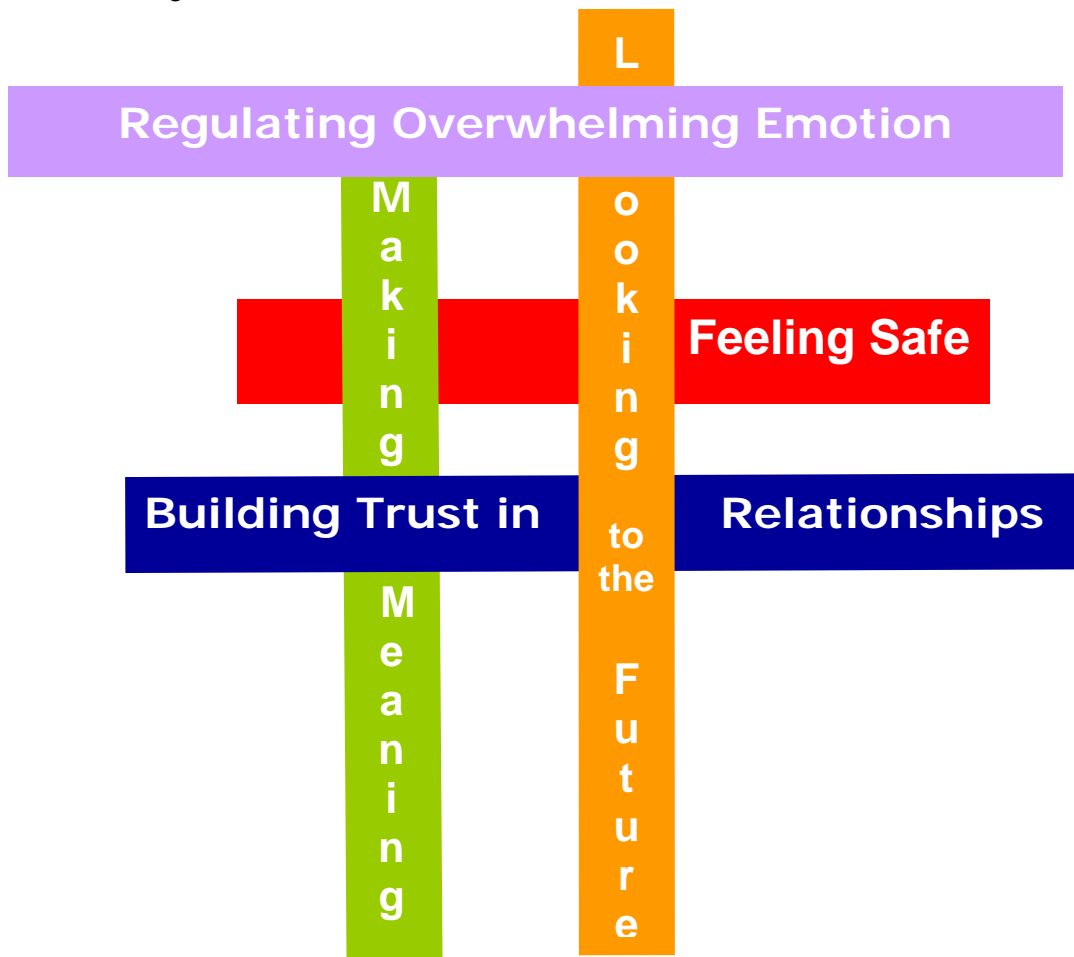 Regulating Overwhelming Emotion
Making Meaning
Looking to the Future
Feeling Safe
Building Trust in Relationships